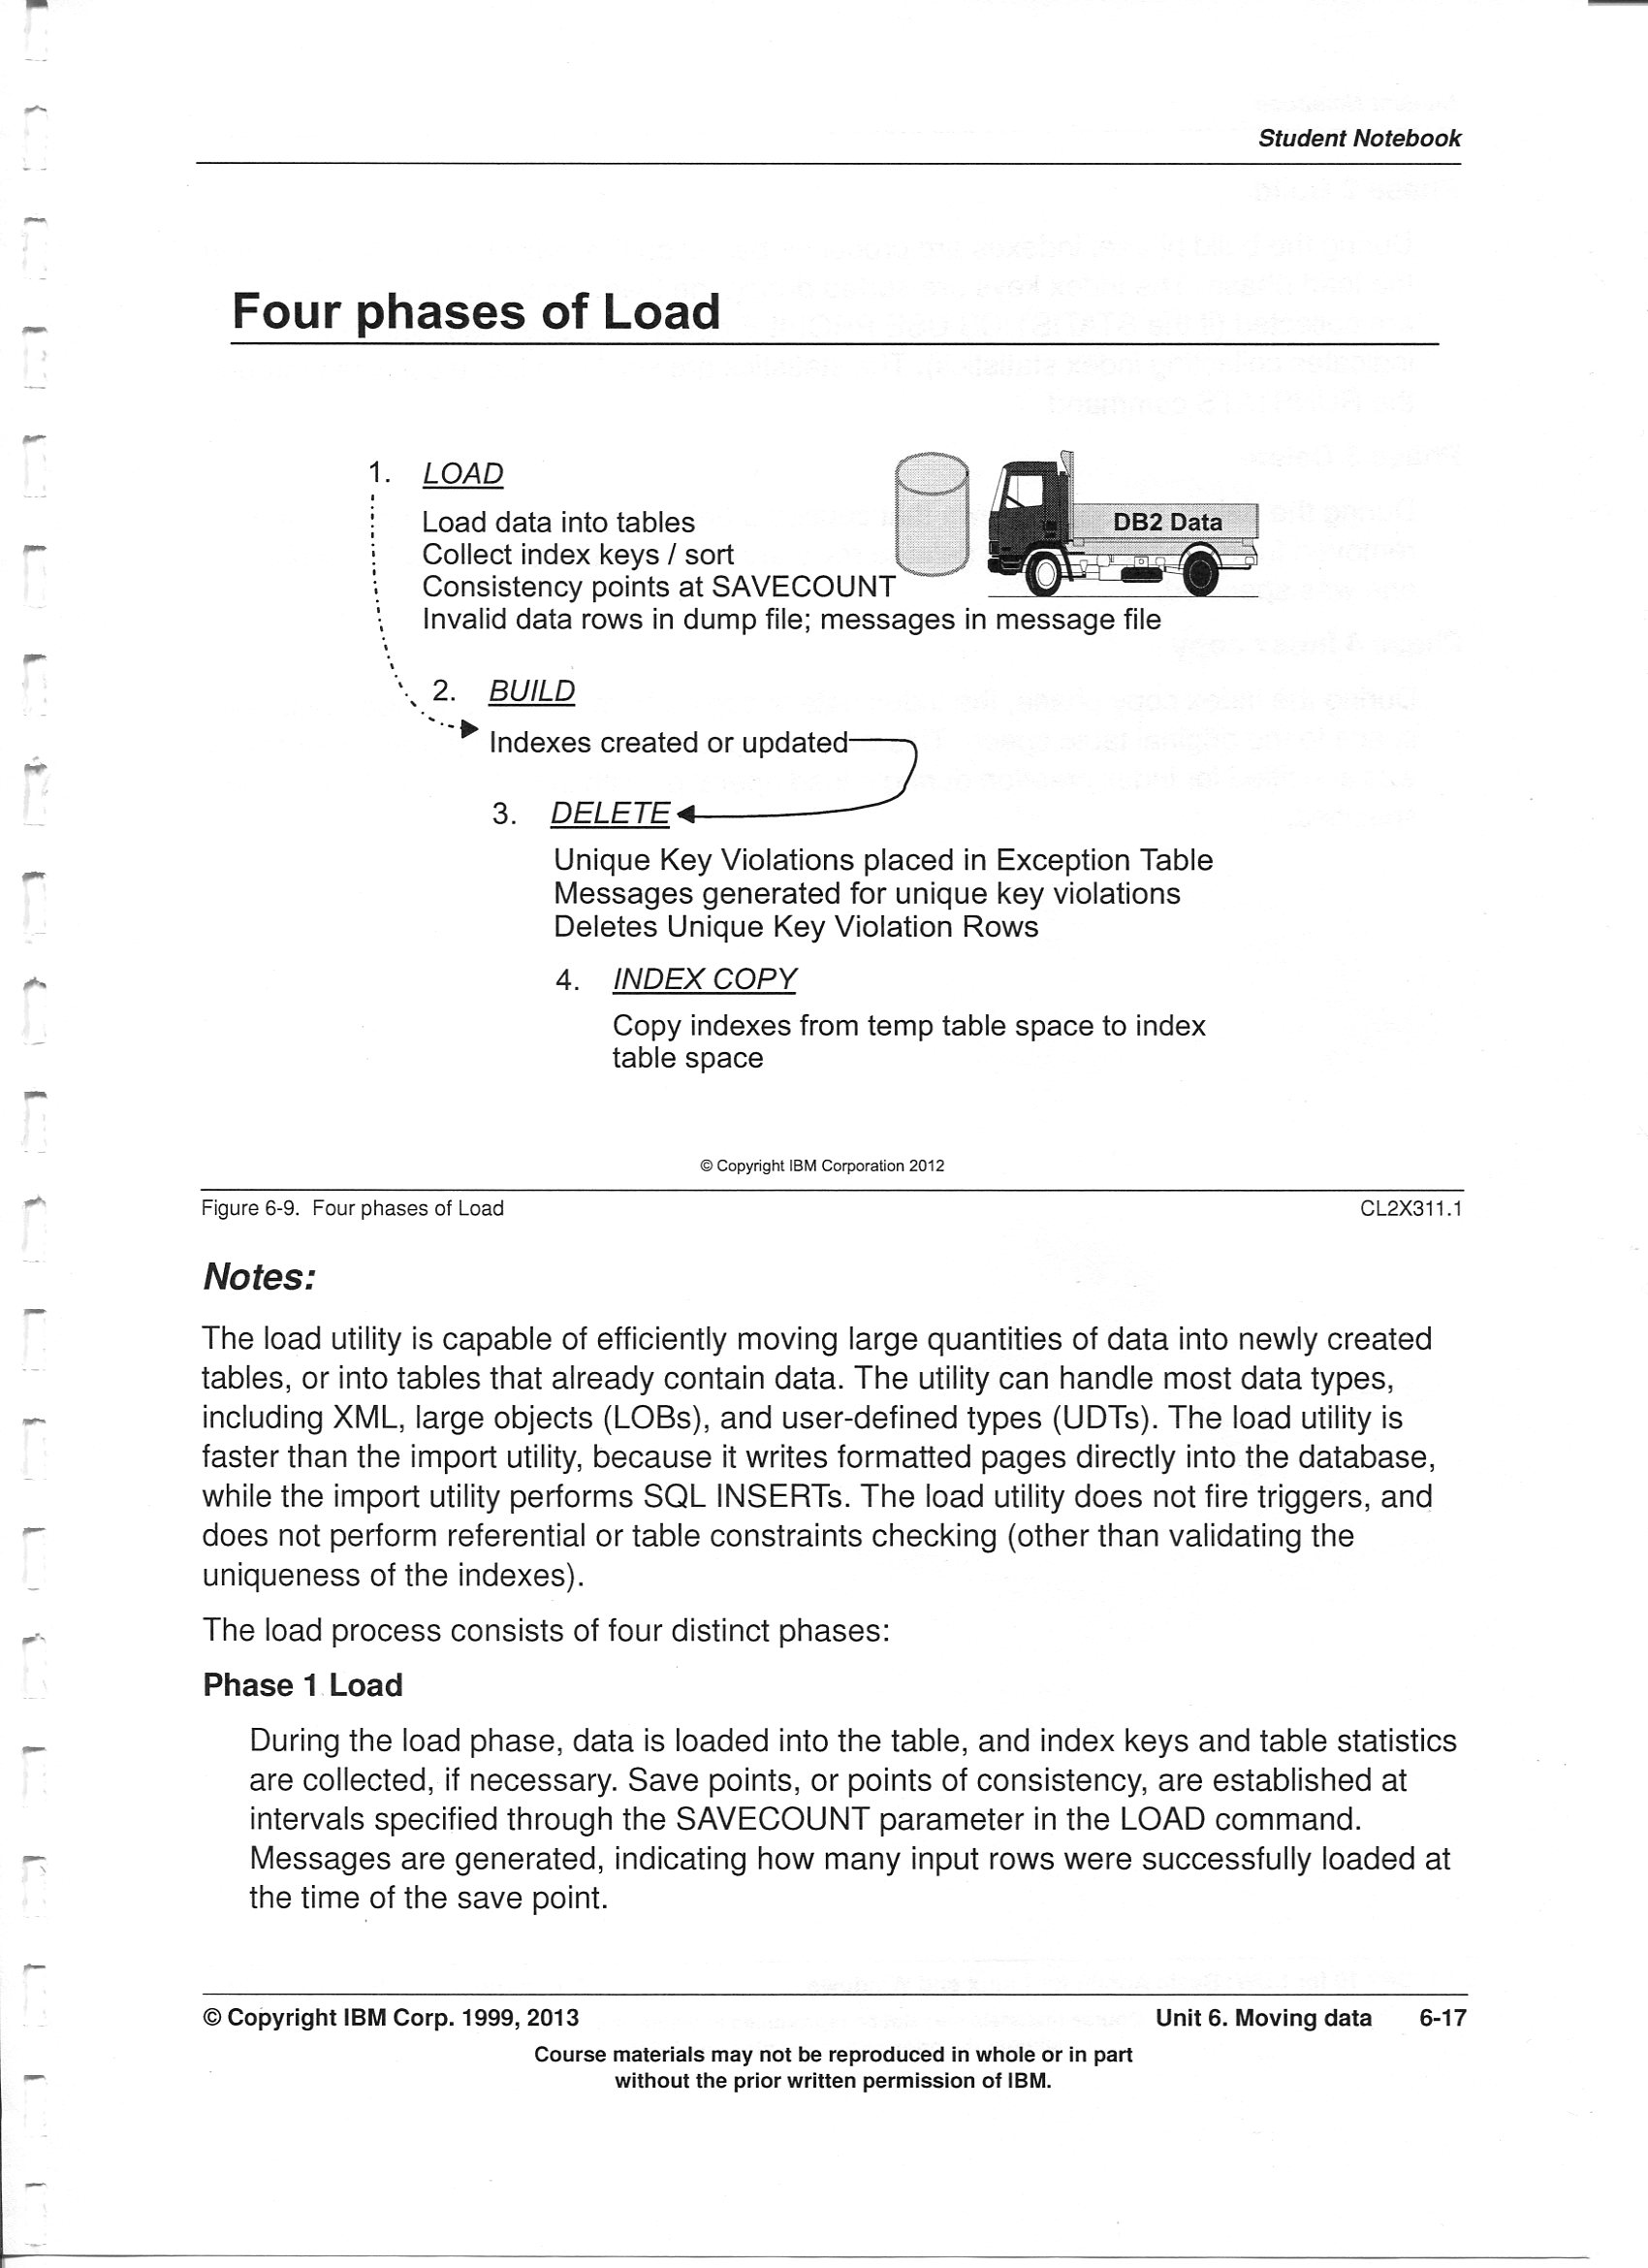 Student Notebook
Four phases of Load
1. LOAD
Load data into tables
Collect index keys / sort
Consistency points at SAVECOUNT
Invalid data rows in dump file; messages in message file
DB2 Data
2. BUILD
Indexes created or updated
3. DELETE
Unique Key Violations placed in Exception Table
Messages generated for unique key violations
Deletes Unique Key Violation Rows
4. INDEX COPY
Copy indexes from temp table space to index
table space
© Copyright IBM Corporation 2012
Figure 6-9. Four phases of Load CL2X311.1
Notes:
The load utility is capable of efficiently moving large quantities of data into newly created
tables, or into tables that already contain data. The utility can handle most data types,
including XML, large objects (LOBs), and user-defined types (UDTs). The load utility is
faster than the import utility, because it writes formatted pages directly into the database,
while the import utility performs SQL INSERTs. The load utility does not fire triggers, and
does not perform referential or table constraints checking (other than validating the
uniqueness of the indexes).
The load process consists of four distinct phases:
Phase 1 Load
During the load phase, data is loaded into the table, and index keys and table statistics
are collected, if necessary. Save points, or points of consistency, are established at
intervals specified through the SAVECOUNT parameter in the LOAD command.
Messages are generated, indicating how many input rows were successfully loaded at
the time of the save point.
© Copyright IBM Corp. 1999, 2013 Unit 6. Moving data 6-17
Course materials may not be reproduced in whole or in part
without the prior written permission of IBM.